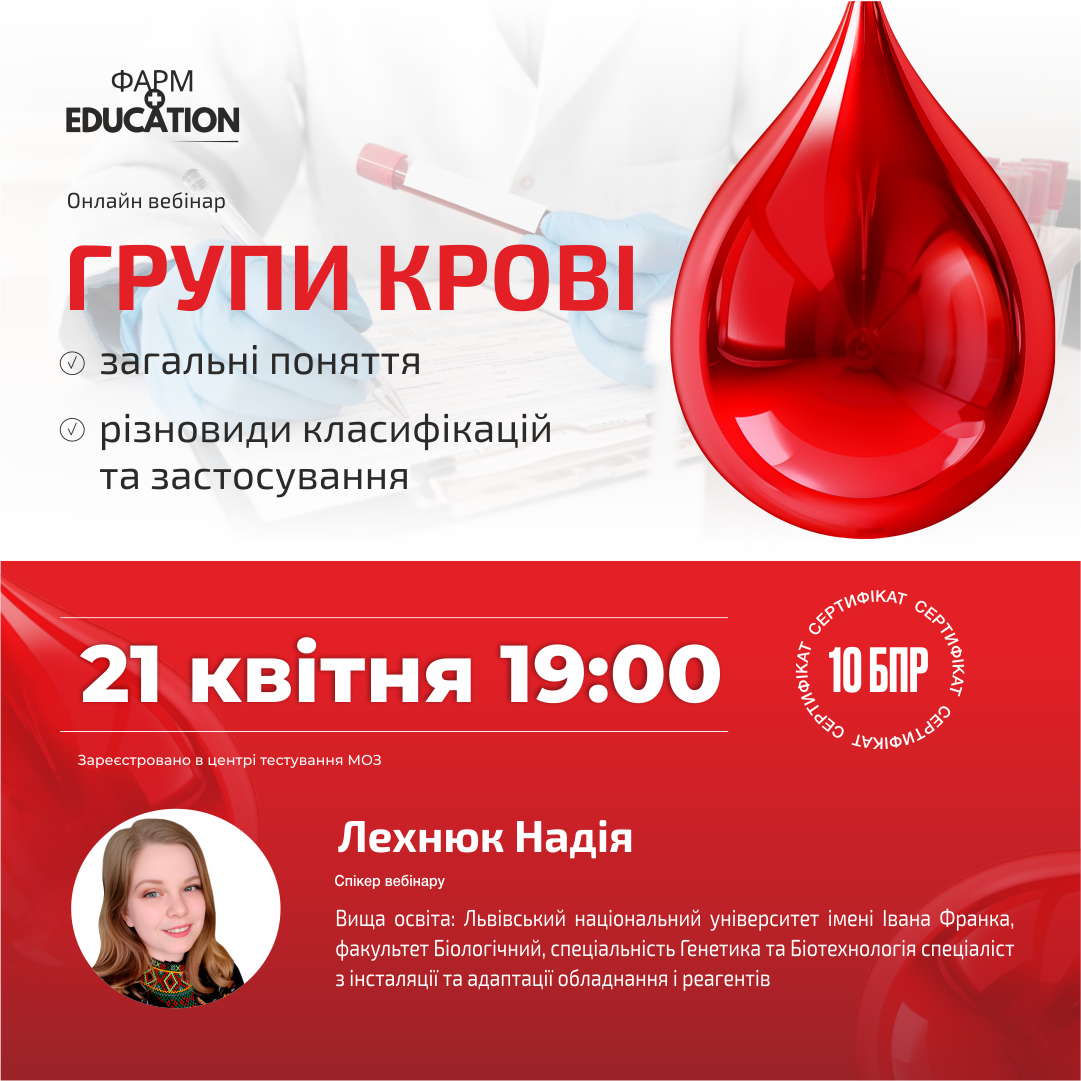 ФАРМ
EDUCATION
Онлайн вебінар
ГРУПИ КРОВІ
загальні поняття
різновиди класифікацій
та застосування
21 квітня 19:00
СЕРТИФІКАТ СЕРТИФІКАТ СЕРТИФІКАТ СЕРТИФІКАТ
10 БПР
Зареєстровано в центрі тестування МОЗ
Лехнюк Надія
Спікер вебінару
Вища освіта: Львівський національний університет імені Івана Франка,
факультет Біологічний, спеціальність Генетика та Біотехнологія спеціаліст
з інсталяції та адаптації обладнання і реагентів